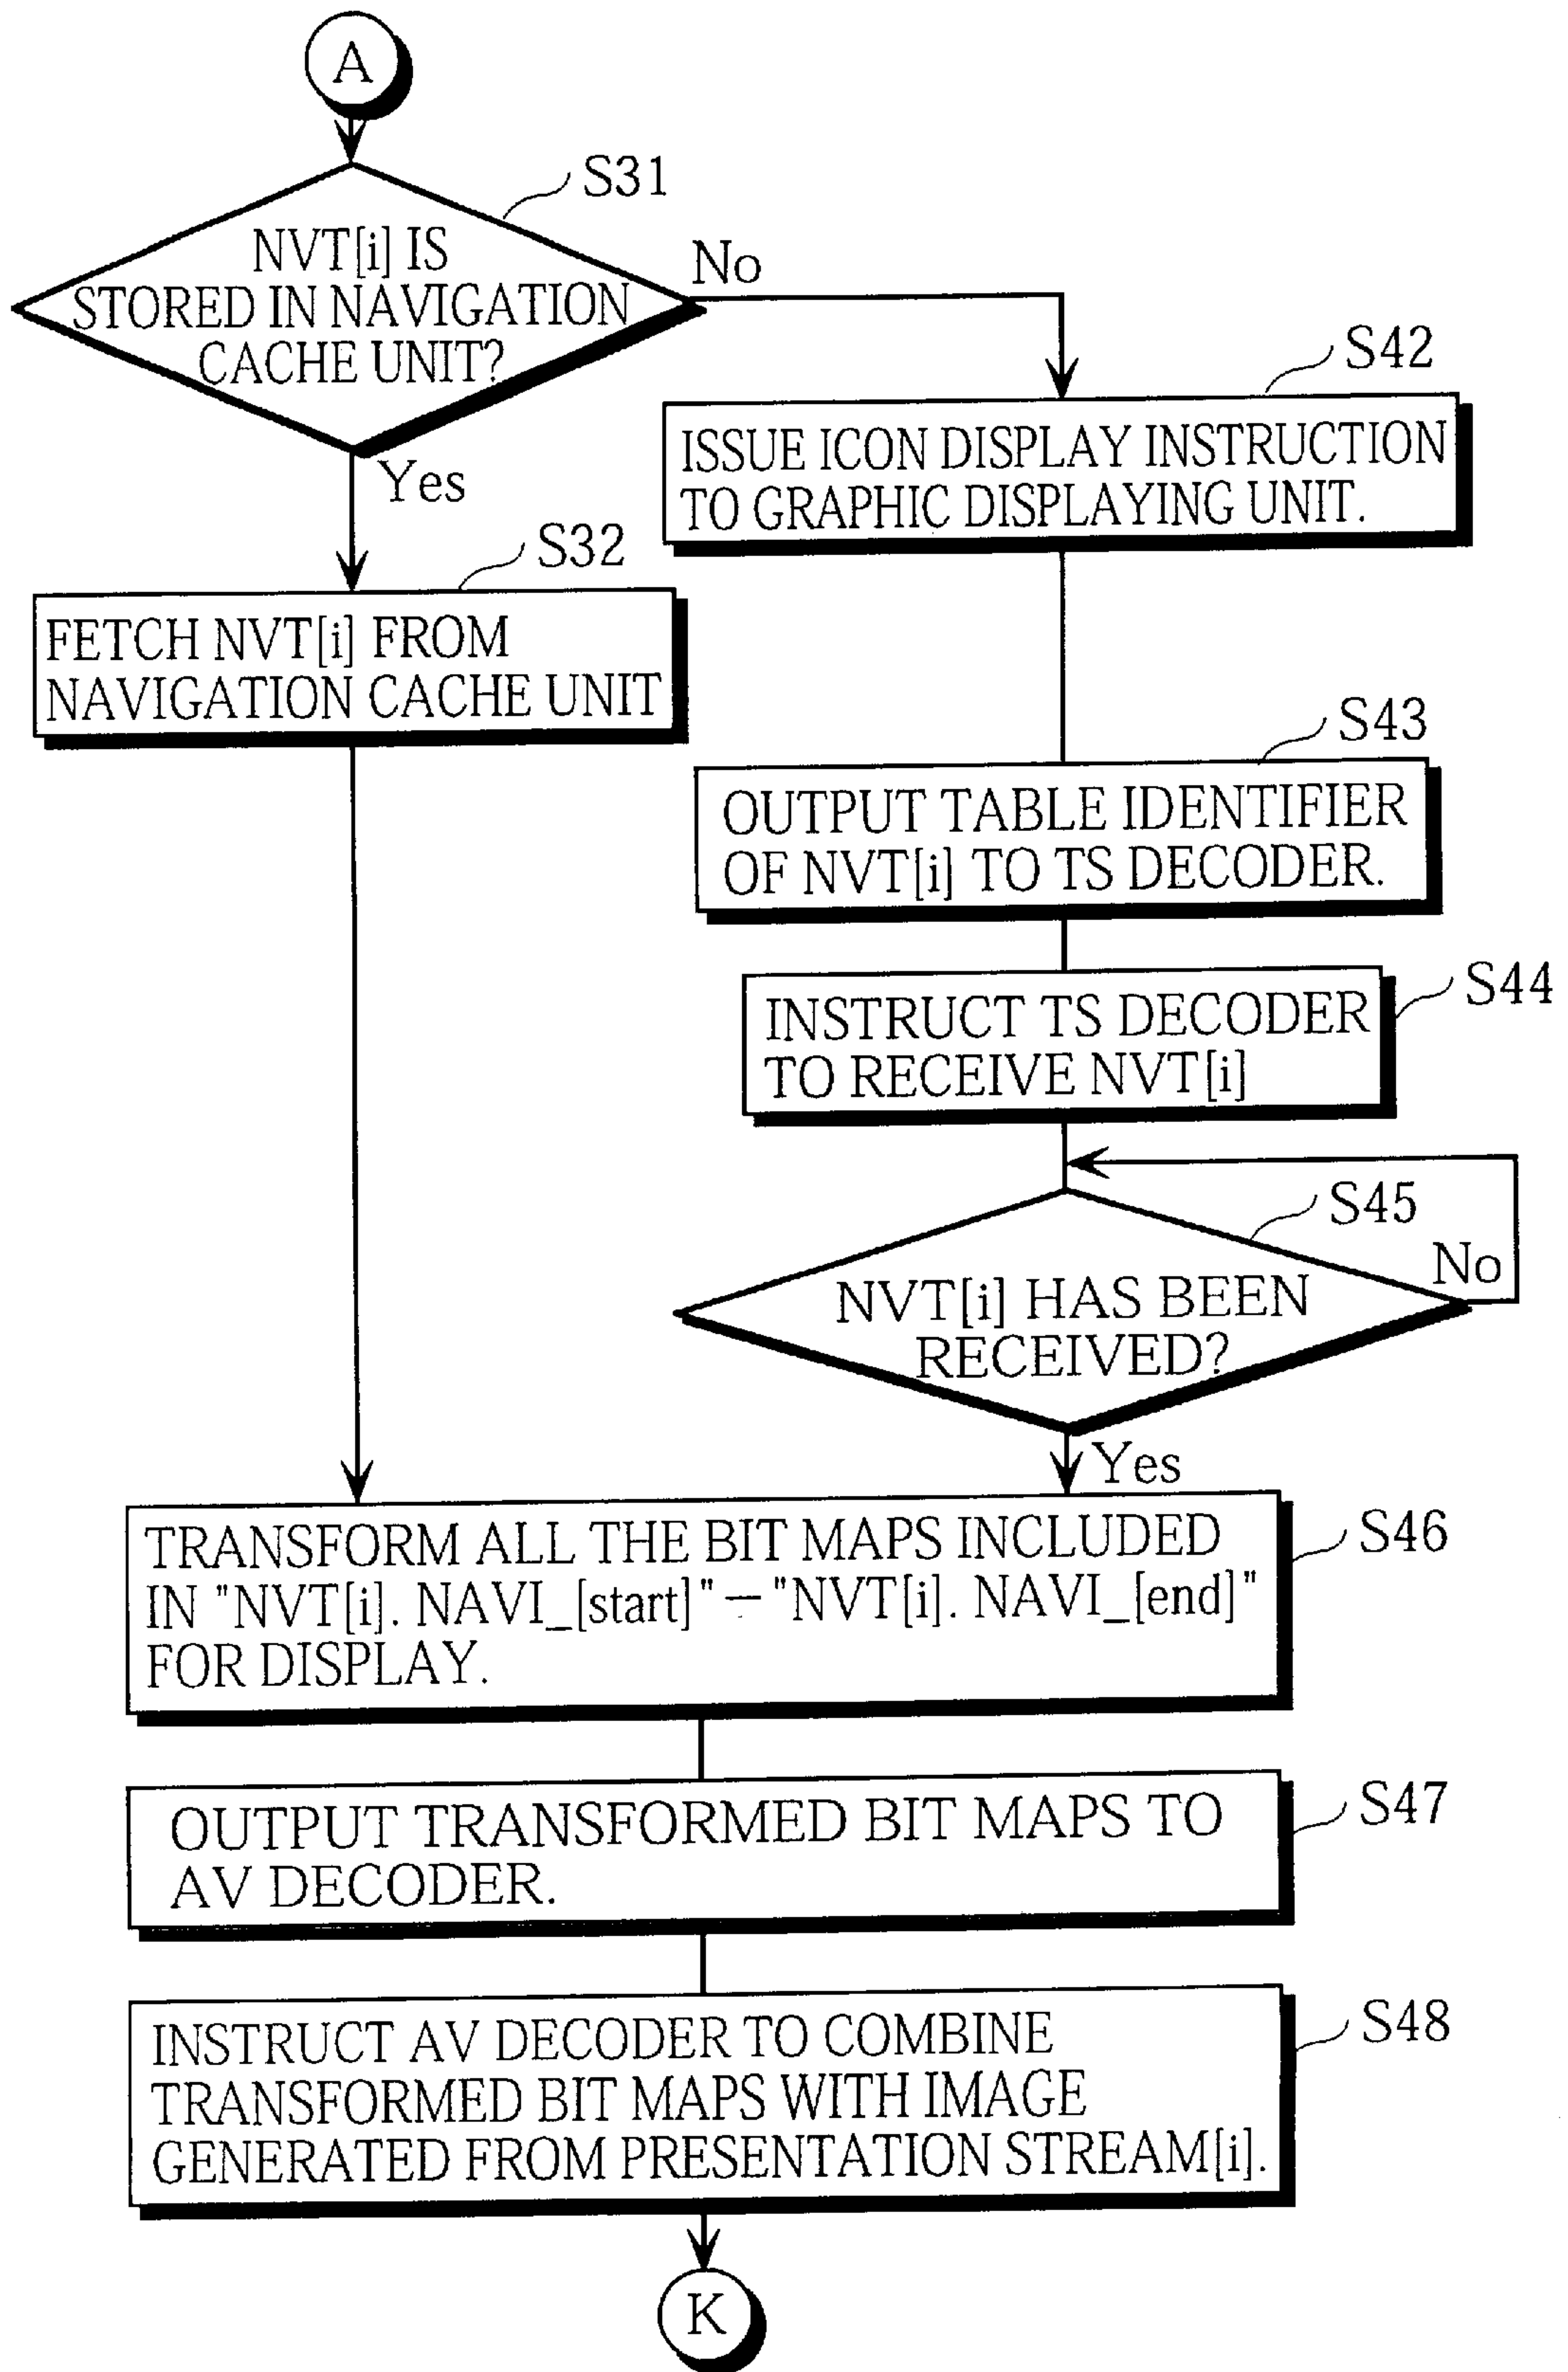 A
S31
NVT[i] IS
STORED IN NAVIGATION
CACHE UNIT?
No
Yes
S42
ISSUE ICON DISPLAY INSTRUCTION
TO GRAPHIC DISPLAYING UNIT.
S32
FETCH NVT[i] FROM
NAVIGATION CACHE UNIT
S43
OUTPUT TABLE IDENTIFIER
OF NVT[i] TO TS DECODER.
S44
INSTRUCT TS DECODER
TO RECEIVE NVT[i]
S45
No
NVT[i] HAS BEEN
RECEIVED?
Yes
S46
TRANSFORM ALL THE BIT MAPS INCLUDED
IN "NVT[i]. NAVI_[start]" – "NVT[i]. NAVI_[end]"
FOR DISPLAY.
S47
OUTPUT TRANSFORMED BIT MAPS TO
AV DECODER.
S48
INSTRUCT AV DECODER TO COMBINE
TRANSFORMED BIT MAPS WITH IMAGE
GENERATED FROM PRESENTATION STREAM[i].
K